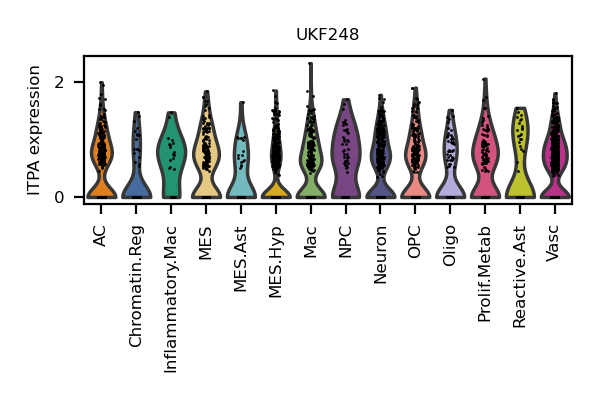 UKF248
ITPA expression
2
0
AC
Chromatin.Reg
Inflammatory.Mac
MES
MES.Ast
MES.Hyp
Mac
NPC
Neuron
OPC
Oligo
Prolif.Metab
Reactive.Ast
Vasc